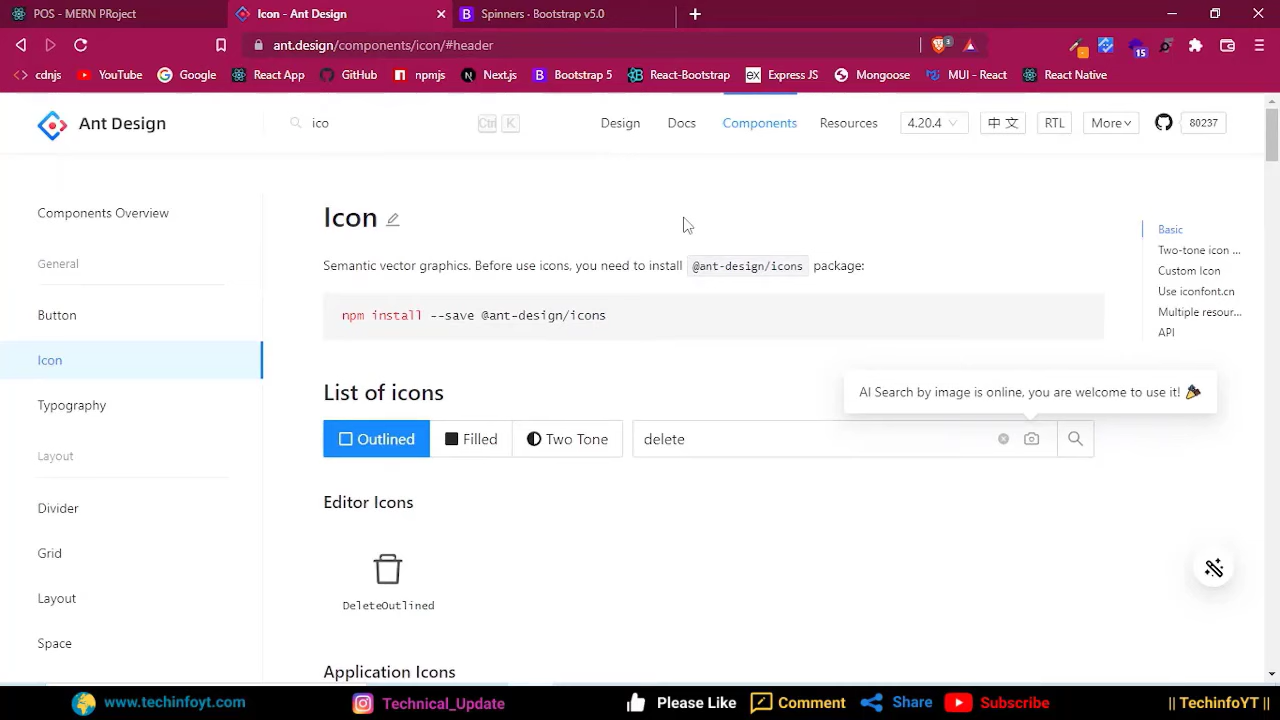 POS - MERN PRoject
Icon - Ant Design
Spinners · Bootstrap v5.0
ant.design/components/icon/#header
3
15
cdnjs
YouTube
Google
React App
GitHub
npmjs
Next.js
Bootstrap 5
React-Bootstrap
Express JS
Mongoose
MUI - React
React Native
Ant Design
ico
Ctrl K
Design
Docs
Components
Resources
4.20.4
中 文
RTL
More
80237
Components Overview
General
Button
Icon
Typography
Layout
Divider
Grid
Layout
Space
Icon
Semantic vector graphics. Before use icons, you need to install @ant-design/icons package:
npm install --save @ant-design/icons
List of icons
AI Search by image is online, you are welcome to use it!
Outlined
Filled
Two Tone
delete
Editor Icons
DeleteOutlined
Application Icons
Basic
Two-tone icon ...
Custom Icon
Use iconfont.cn
Multiple resour...
API
www.techinfoyt.com
Technical_Update
Please Like
Comment
Share
Subscribe
|| TechinfoYT ||